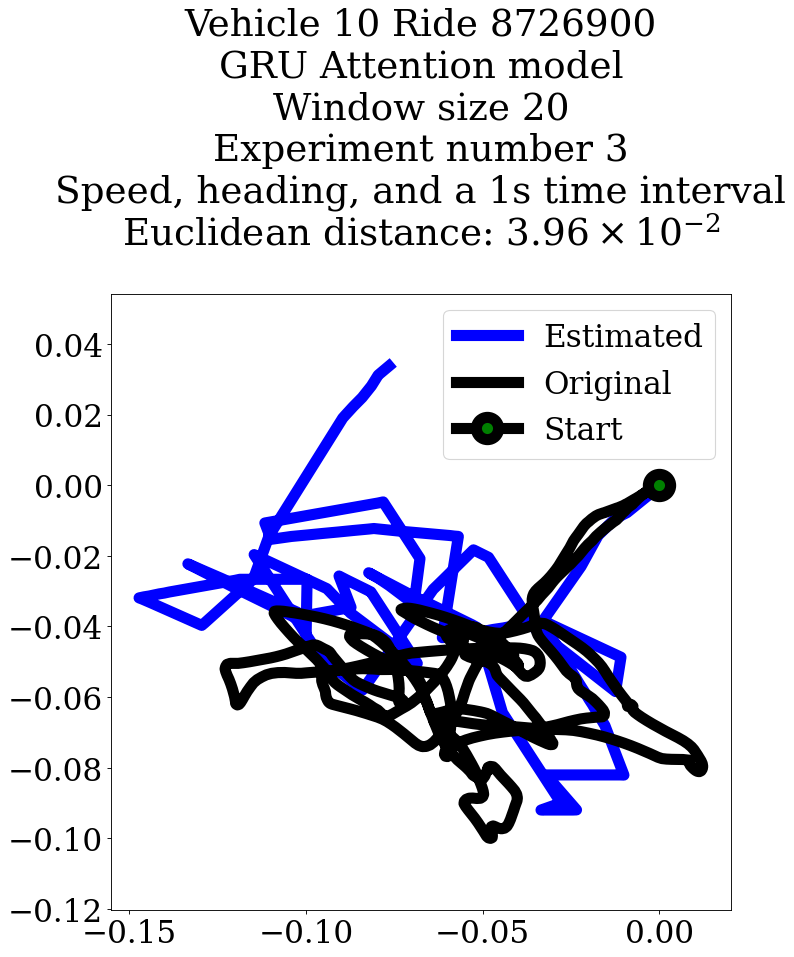 Vehicle 10 Ride 8726900
GRU Attention model
Window size 20
Experiment number 3
Speed, heading, and a 1s time interval
Euclidean distance: 3.96 × 10⁻²
Estimated
Original
Start
0.04
0.02
0.00
−0.02
−0.04
−0.06
−0.08
−0.10
−0.12
−0.15 −0.10 −0.05 0.00